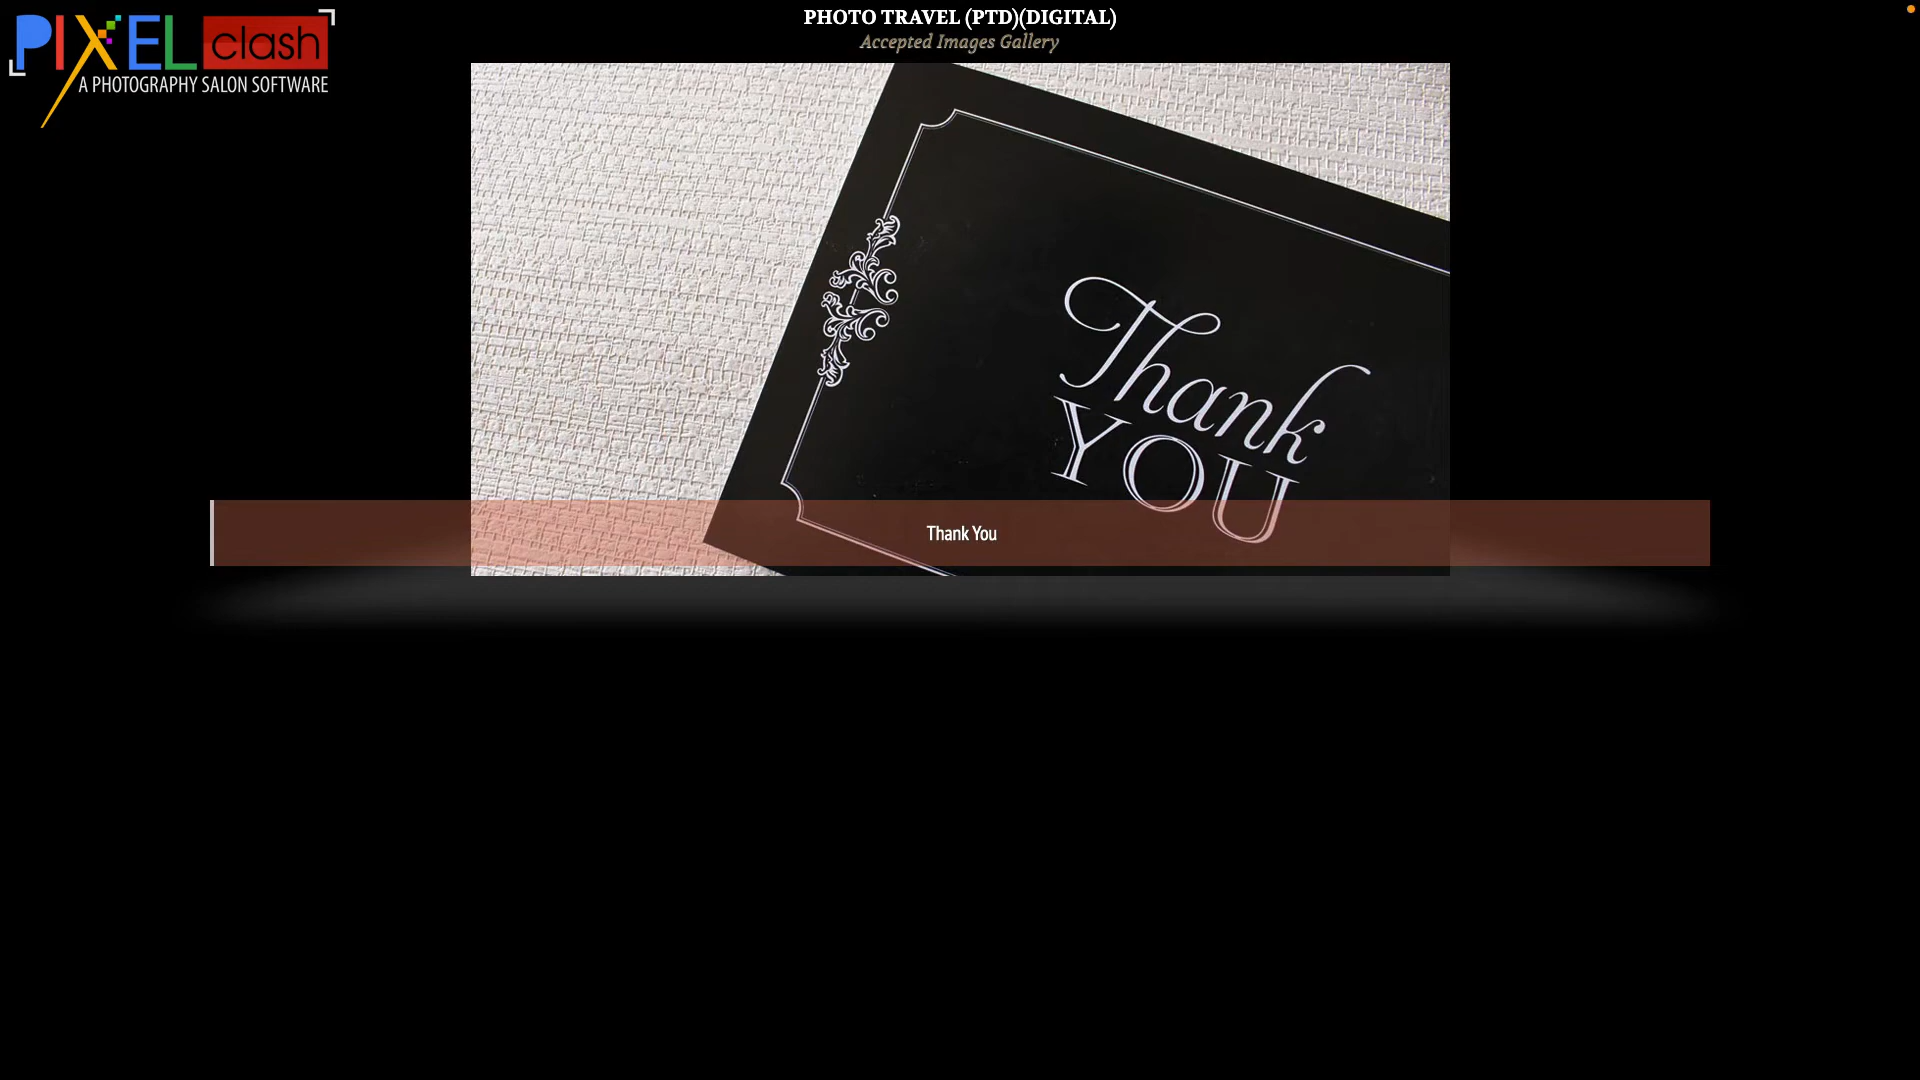 PIXEL clash
A PHOTOGRAPHY SALON SOFTWARE
PHOTO TRAVEL (PTD)(DIGITAL)
Accepted Images Gallery
Thank
YOU
Thank You